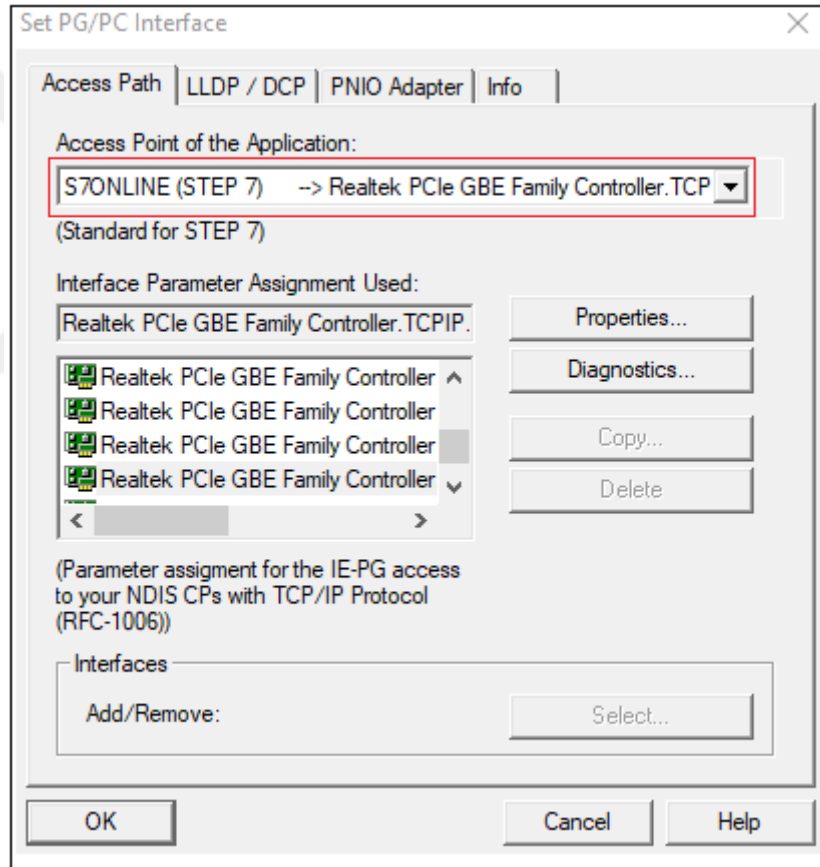 Set PG/PC Interface
Access Path
LLDP / DCP
PNIO Adapter
Info
Access Point of the Application:
S7ONLINE (STEP 7) --> Realtek PCIe GBE Family Controller.TCP
(Standard for STEP 7)
Interface Parameter Assignment Used:
Realtek PCIe GBE Family Controller.TCPIP.
Properties...
Realtek PCIe GBE Family Controller
Diagnostics...
Realtek PCIe GBE Family Controller
Realtek PCIe GBE Family Controller
Copy...
Realtek PCIe GBE Family Controller
Delete
(Parameter assigment for the IE-PG access
to your NDIS CPs with TCP/IP Protocol
(RFC-1006))
Interfaces
Add/Remove:
Select...
OK
Cancel
Help